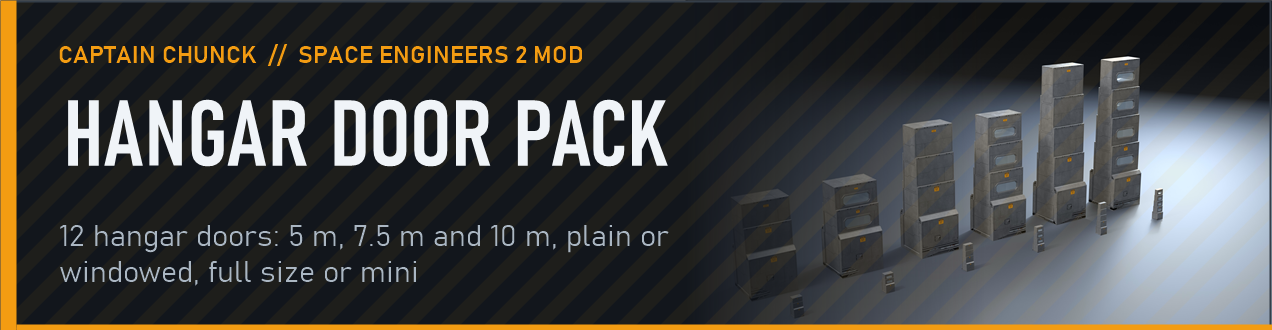 CAPTAIN CHUNCK // SPACE ENGINEERS 2 MOD
HANGAR DOOR PACK
12 hangar doors: 5 m, 7.5 m and 10 m, plain or
windowed, full size or mini